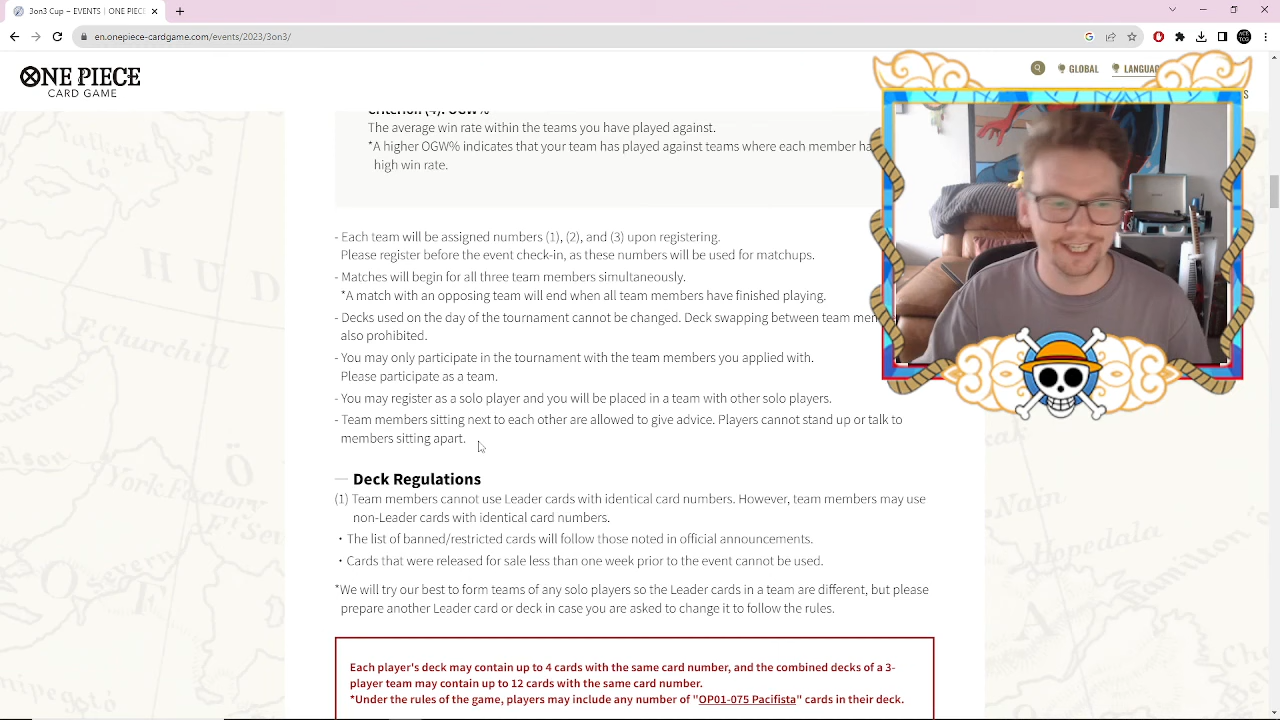 3on3 Cup – EVENTS | ONE PIECE
en.onepiece-cardgame.com/events/2023/3on3/
ONE PIECE
CARD GAME
GLOBAL
The average win rate within the teams you have played against.
*A higher OGW% indicates that your team has played against teams where each member
high win rate.
- Each team will be assigned numbers (1), (2), and (3) upon registering.
Please register before the event check-in, as these numbers will be used for matchups.
- Matches will begin for all three team members simultaneously.
*A match with an opposing team will end when all team members have finished playing.
- Decks used on the day of the tournament cannot be changed. Deck swapping between team
also prohibited.
- You may only participate in the tournament with the team members you applied with.
Please participate as a team.
- You may register as a solo player and you will be placed in a team with other solo players.
- Team members sitting next to each other are allowed to give advice. Players cannot stand up or talk to
members sitting apart.
Deck Regulations
(1) Team members cannot use Leader cards with identical card numbers. However, team members may use
non-Leader cards with identical card numbers.
・The list of banned/restricted cards will follow those noted in official announcements.
・Cards that were released for sale less than one week prior to the event cannot be used.
*We will try our best to form teams of any solo players so the Leader cards in a team are different, but please
prepare another Leader card or deck in case you are asked to change it to follow the rules.
Each player's deck may contain up to 4 cards with the same card number, and the combined decks of a 3-
player team may contain up to 12 cards with the same card number.
*Under the rules of the game, players may include any number of "OP01-075 Pacifista" cards in their deck.